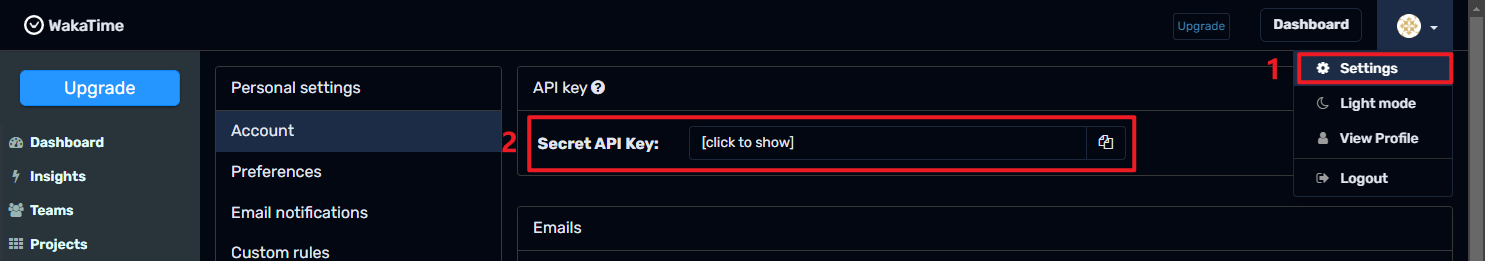 WakaTime
Upgrade
Dashboard
Upgrade
Dashboard
Insights
Teams
Projects
Personal settings
Account
Preferences
Email notifications
Custom rules
API key
2
Secret API Key: [click to show]
Emails
1
Settings
Light mode
View Profile
Logout